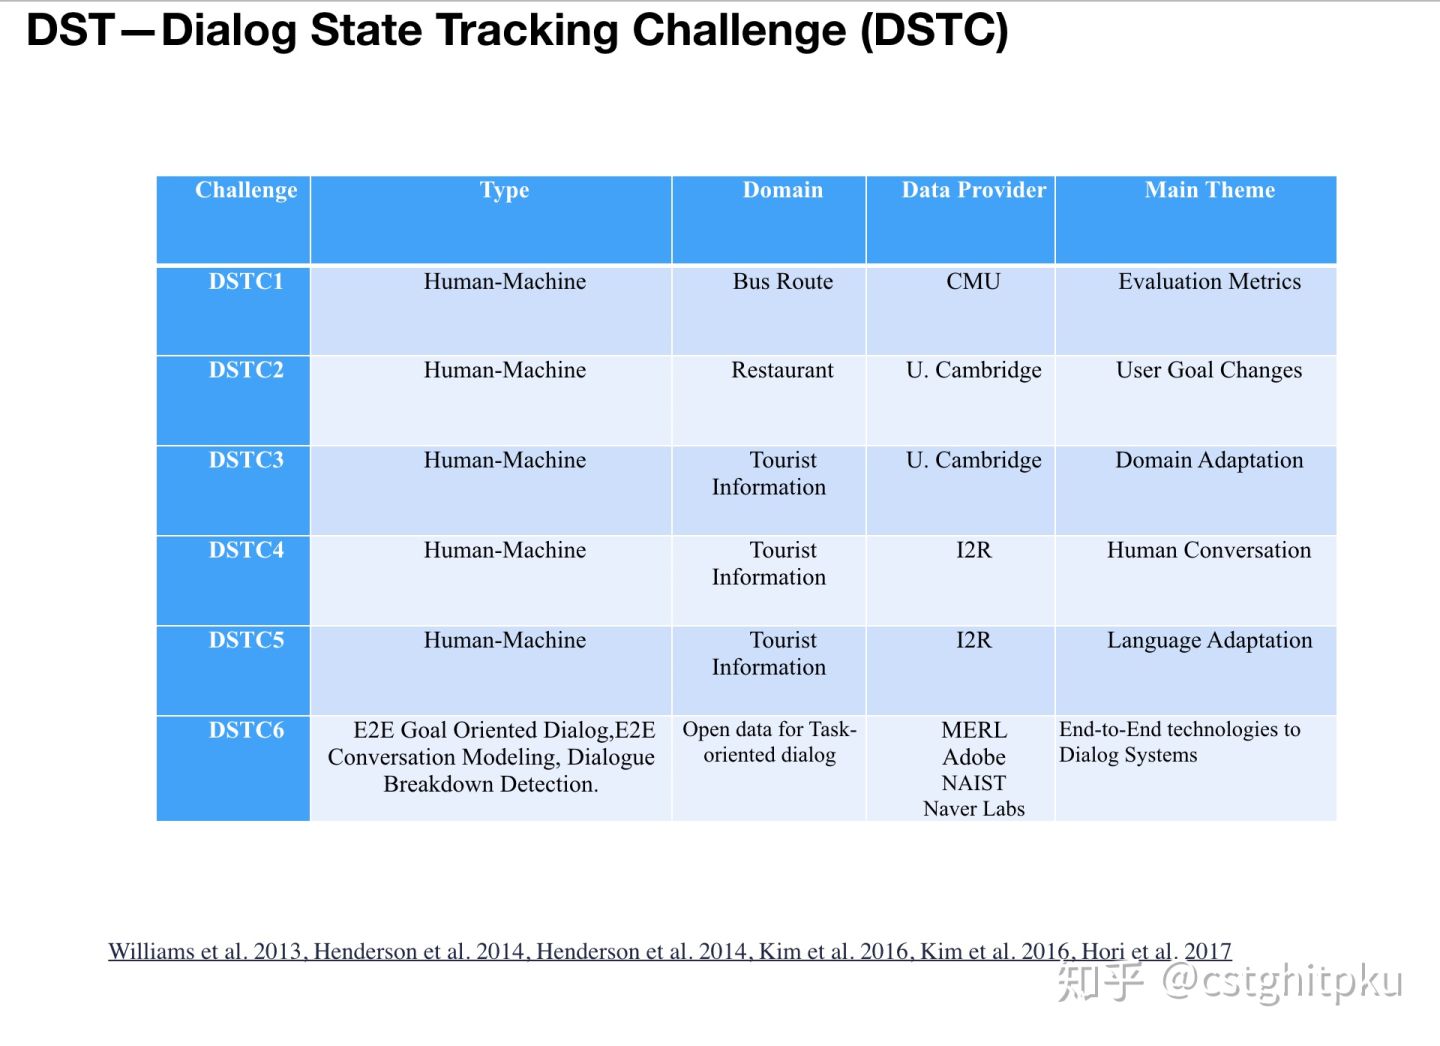 DST—Dialog State Tracking Challenge (DSTC)
Challenge Type Domain Data Provider Main Theme
DSTC1 Human-Machine Bus Route CMU Evaluation Metrics
DSTC2 Human-Machine Restaurant U. Cambridge User Goal Changes
DSTC3 Human-Machine Tourist Information U. Cambridge Domain Adaptation
DSTC4 Human-Machine Tourist Information I2R Human Conversation
DSTC5 Human-Machine Tourist Information I2R Language Adaptation
DSTC6 E2E Goal Oriented Dialog,E2E Conversation Modeling, Dialogue Breakdown Detection. Open data for Task-oriented dialog MERL Adobe NAIST Naver Labs End-to-End technologies to Dialog Systems
Williams et al. 2013, Henderson et al. 2014, Henderson et al. 2014, Kim et al. 2016, Kim et al. 2016, Hori et al. 2017
知乎 @cstghitpku